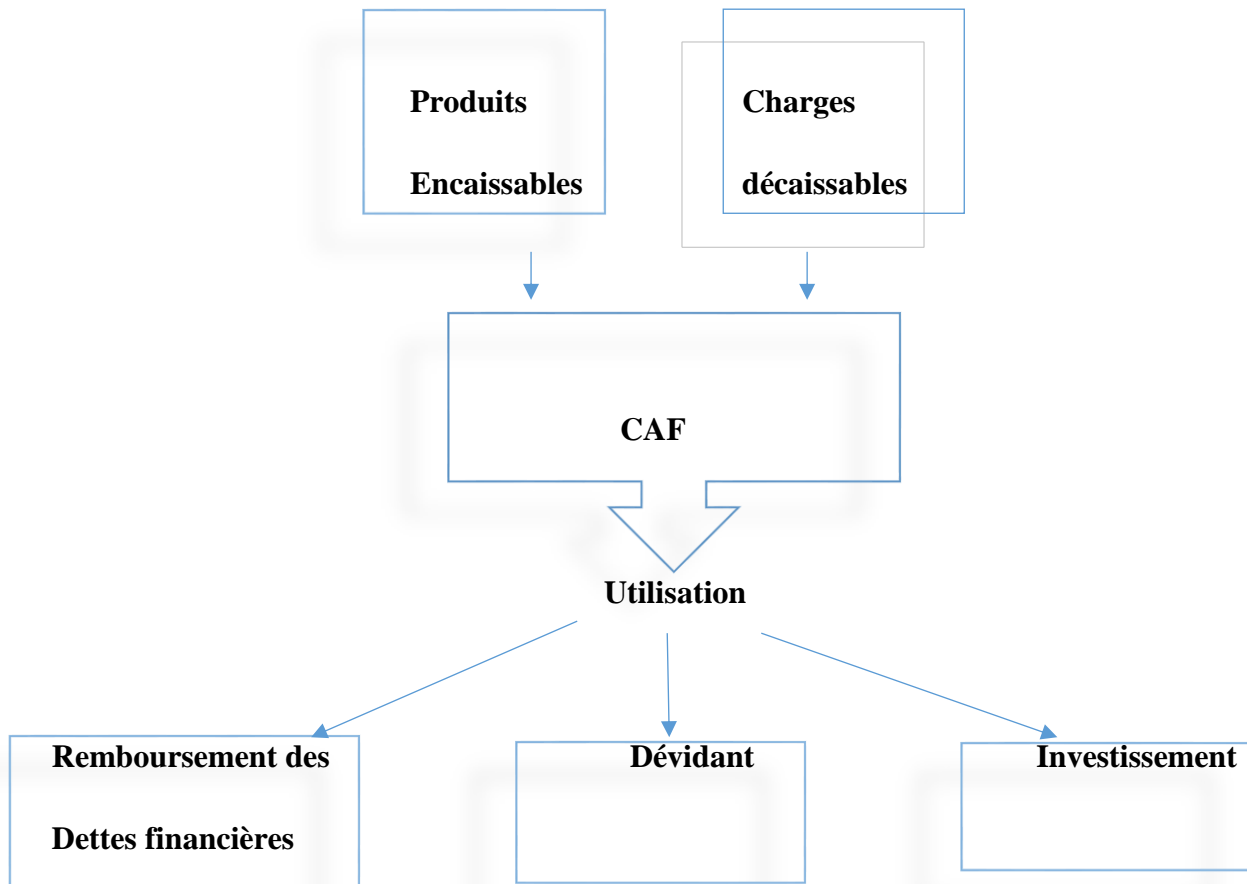 Produits
Encaissables
Charges
décaissables
CAF
Utilisation
Remboursement des
Dettes financières
Dévidant
Investissement